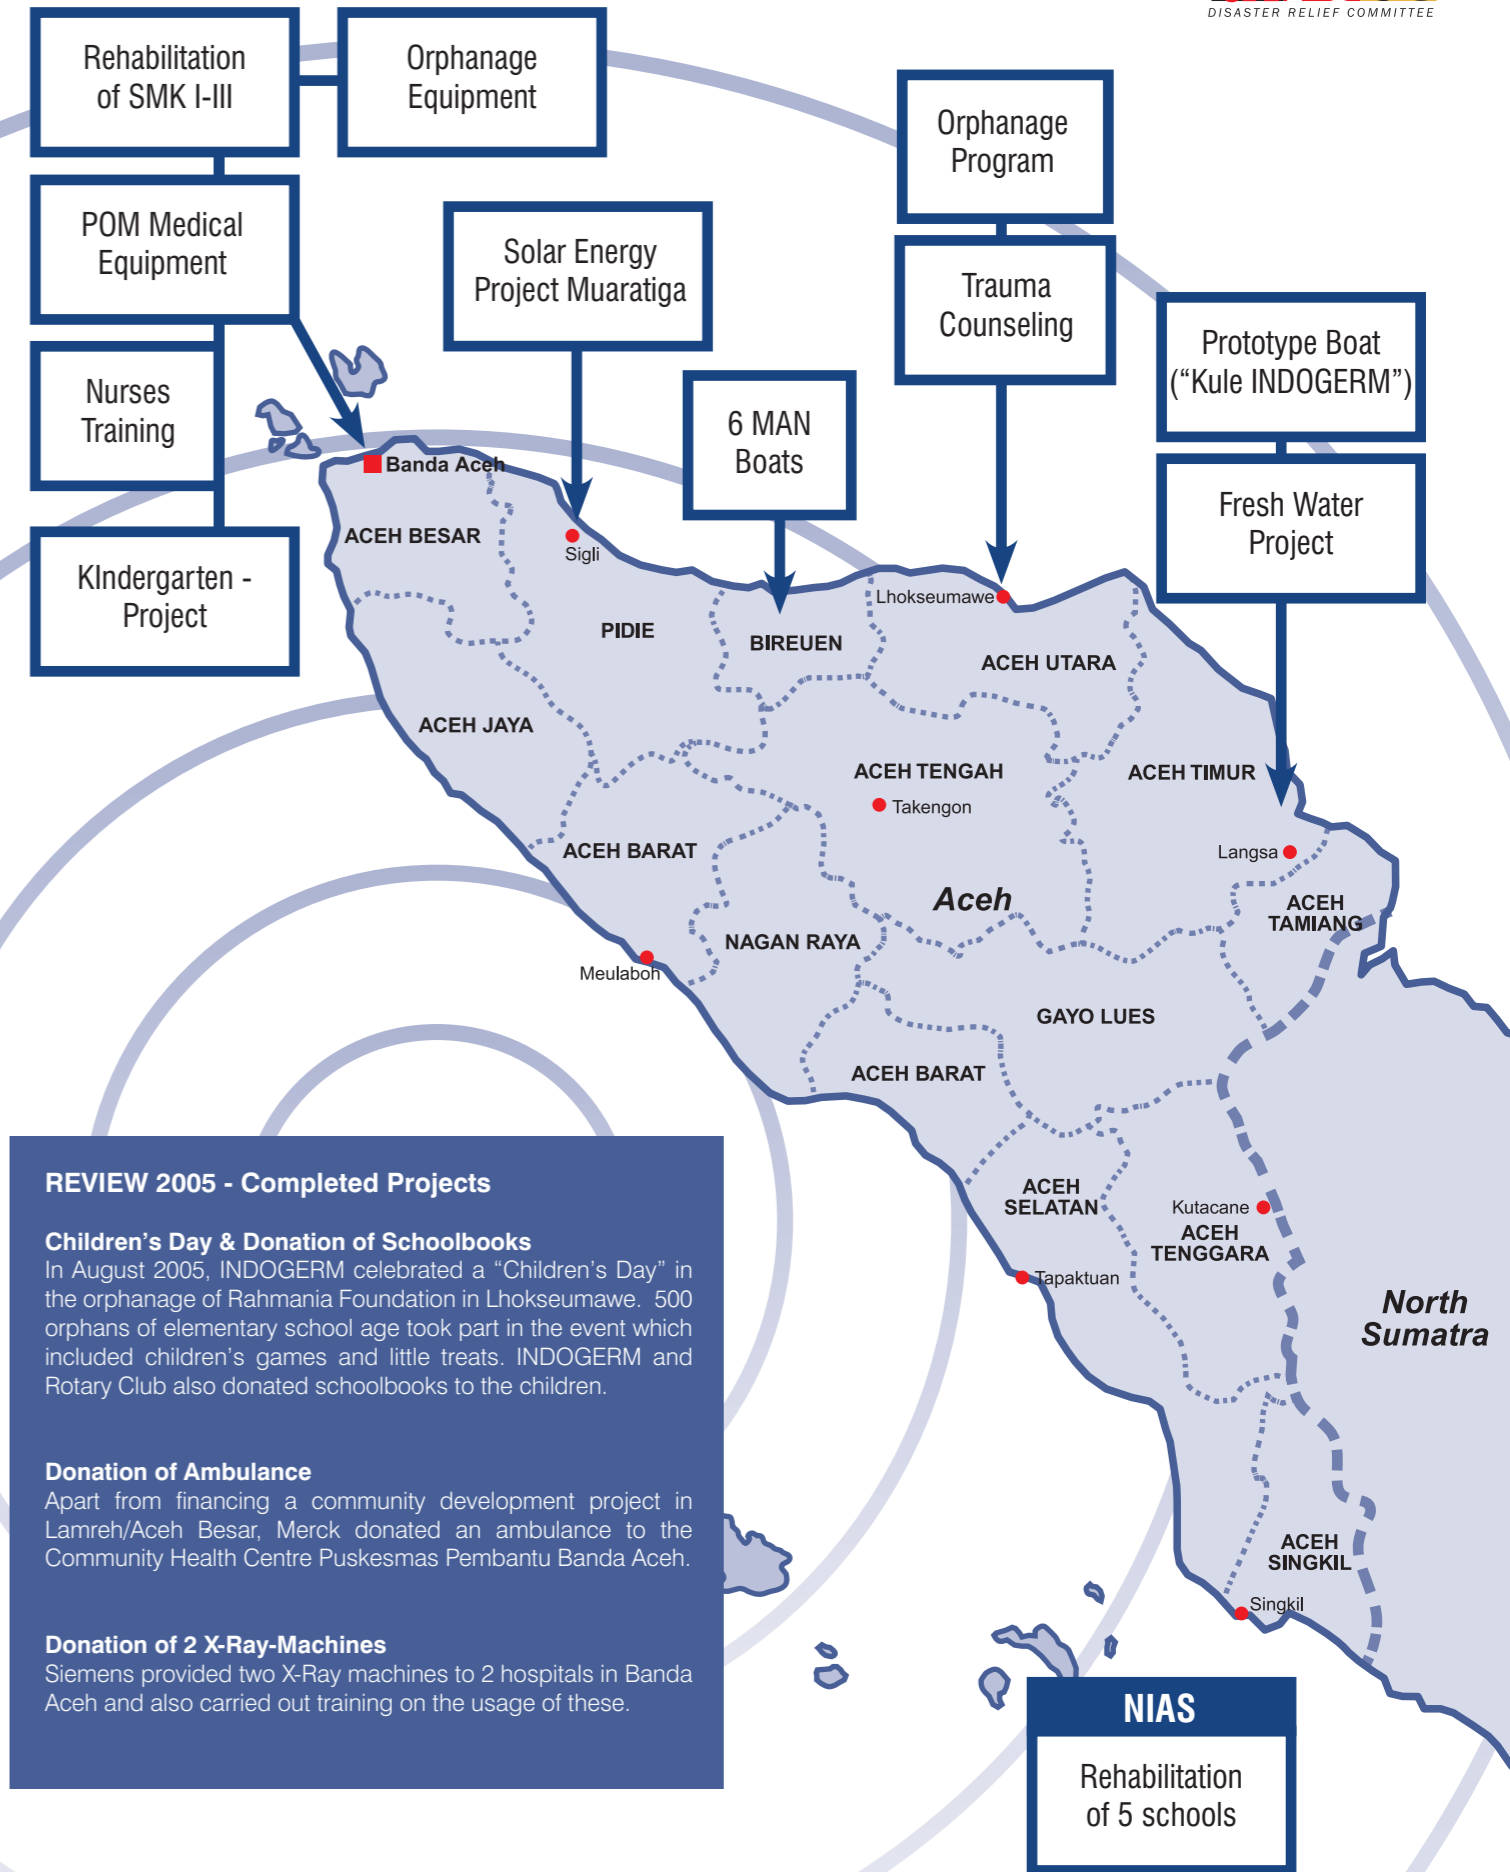 DISASTER RELIEF COMMITTEE
Rehabilitation
of SMK I-III
Orphanage
Equipment
Orphanage
Program
POM Medical
Equipment
Solar Energy
Project Muaratiga
Trauma
Counseling
Prototype Boat
(“Kule INDOGERM”)
Nurses
Training
6 MAN
Boats
Fresh Water
Project
KIndergarten -
Project
Banda Aceh
ACEH BESAR
Sigli
Lhokseumawe
PIDIE
BIREUEN
ACEH UTARA
ACEH JAYA
ACEH TENGAH
ACEH TIMUR
Takengon
ACEH BARAT
Langsa
Aceh
ACEH
TAMIANG
NAGAN RAYA
Meulaboh
GAYO LUES
ACEH BARAT
ACEH
SELATAN
Kutacane
ACEH
TENGGARA
Tapaktuan
North
Sumatra
ACEH
SINGKIL
Singkil
REVIEW 2005 - Completed Projects
Children’s Day & Donation of Schoolbooks
In August 2005, INDOGERM celebrated a “Children’s Day” in
the orphanage of Rahmania Foundation in Lhokseumawe. 500
orphans of elementary school age took part in the event which
included children’s games and little treats. INDOGERM and
Rotary Club also donated schoolbooks to the children.
Donation of Ambulance
Apart from financing a community development project in
Lamreh/Aceh Besar, Merck donated an ambulance to the
Community Health Centre Puskesmas Pembantu Banda Aceh.
Donation of 2 X-Ray-Machines
Siemens provided two X-Ray machines to 2 hospitals in Banda
Aceh and also carried out training on the usage of these.
NIAS
Rehabilitation
of 5 schools